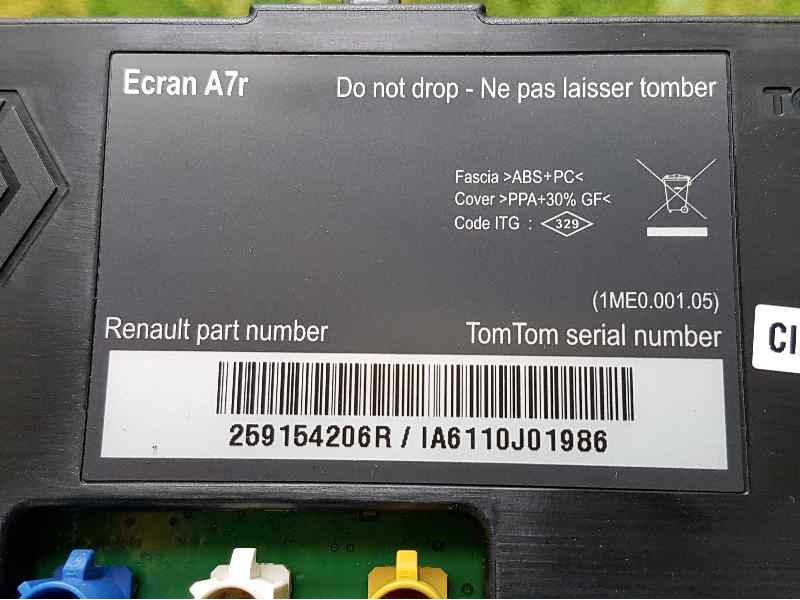 Ecran A7r
Do not drop - Ne pas laisser tomber
Fascia >ABS+PC<
Cover >PPA+30% GF<
Code ITG : 329
(1ME0.001.05)
Renault part number
TomTom serial number
259154206R / IA6110J01986